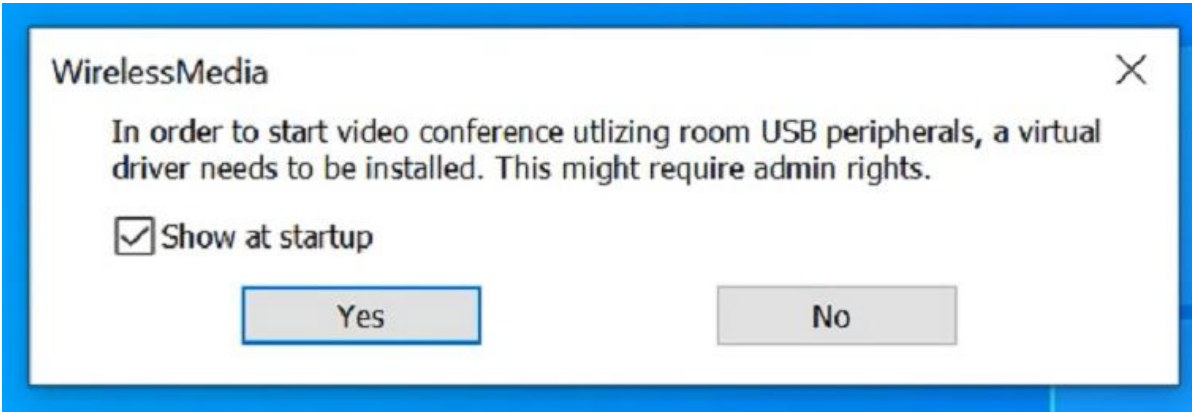 WirelessMedia
In order to start video conference utlizing room USB peripherals, a virtual
driver needs to be installed. This might require admin rights.
Show at startup
Yes
No